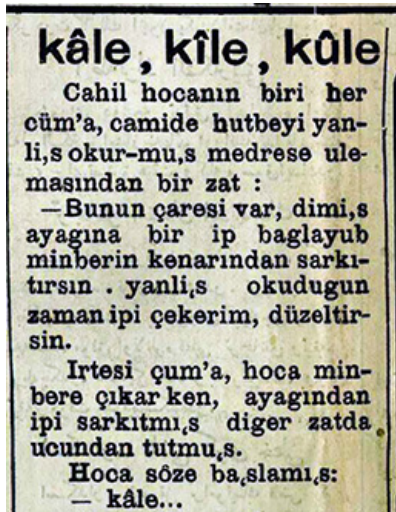 kâle, kîle, kûle
Cahil hocanın biri her
cüm'a, camide hutbeyi yan-
li,s okur-mu,s medrese ule-
masından bir zat :
—Bunun çaresi var, dimi,s
ayagına bir ip baglayub
minberin kenarından sarkı-
tırsın . yanli,s okudugun
zaman ipi çekerim, düzeltir-
sin.
Irtesi çum'a, hoca min-
bere çıkar ken, ayagından
ipi sarkıtmı,s diger zatda
ucundan tutmu,s.
Hoca sôze ba,slamı,s:
— kâle...